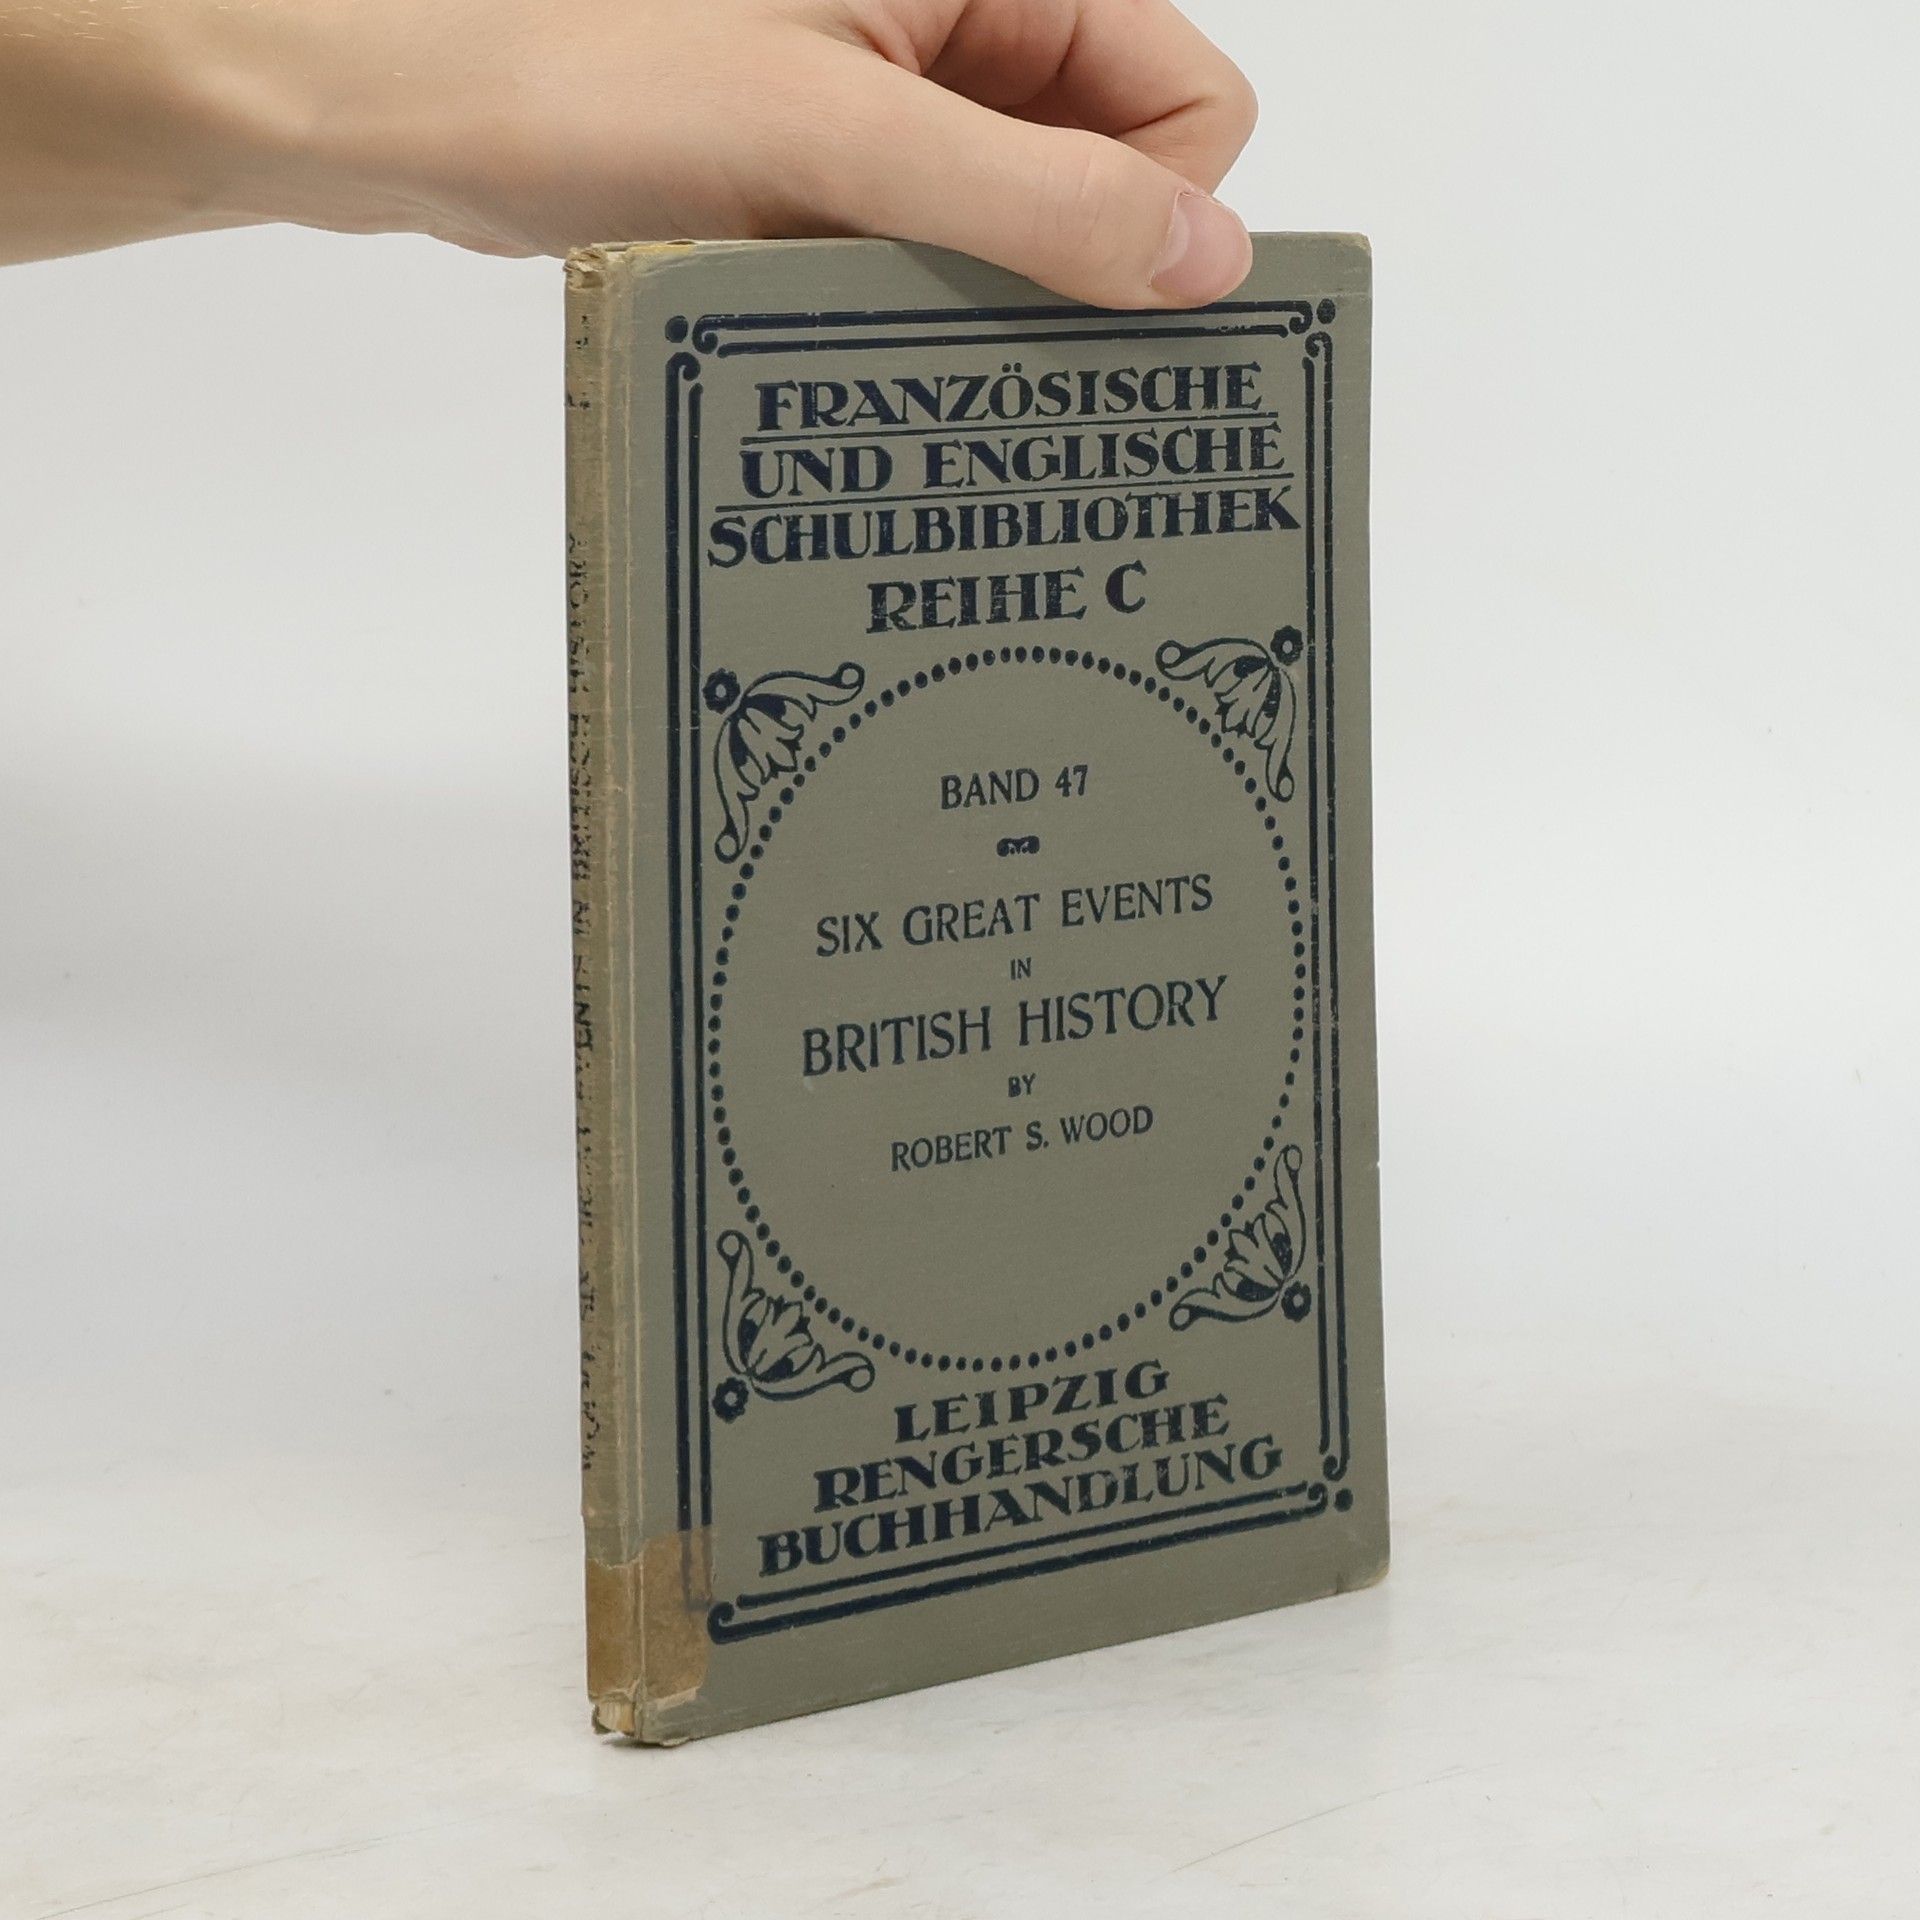 FRANZÖSISCHE
UND ENGLISCHE
SCHULBIBLIOTHEK
REIHE C
BAND 47
SIX GREAT EVENTS
IN
BRITISH HISTORY
BY
ROBERT S. WOOD
LEIPZIG
RENGERSCHE
BUCHHANDLUNG